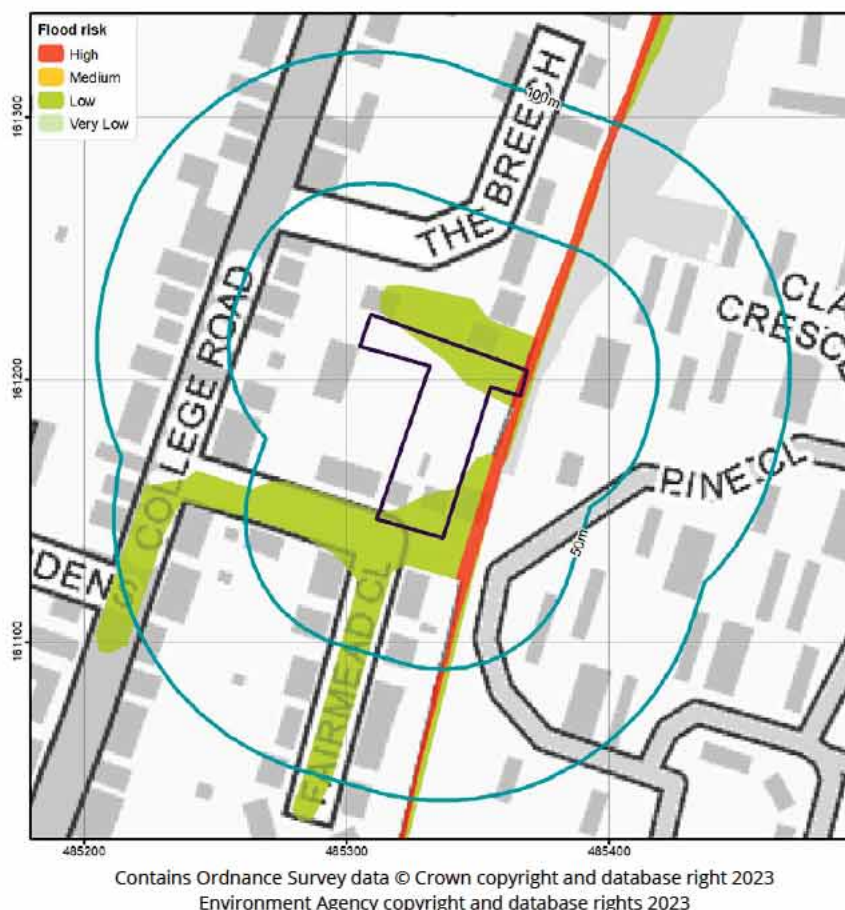 Flood risk
High
Medium
Low
Very Low
100m
THE BREECH
161300
COLLEGE ROAD
CLA
CRESCE
161200
PINE CL
50m
DEN
COLLEGE
161100
FAIRMEAD CL
485200
485300
485400
Contains Ordnance Survey data © Crown copyright and database right 2023
Environment Agency copyright and database rights 2023